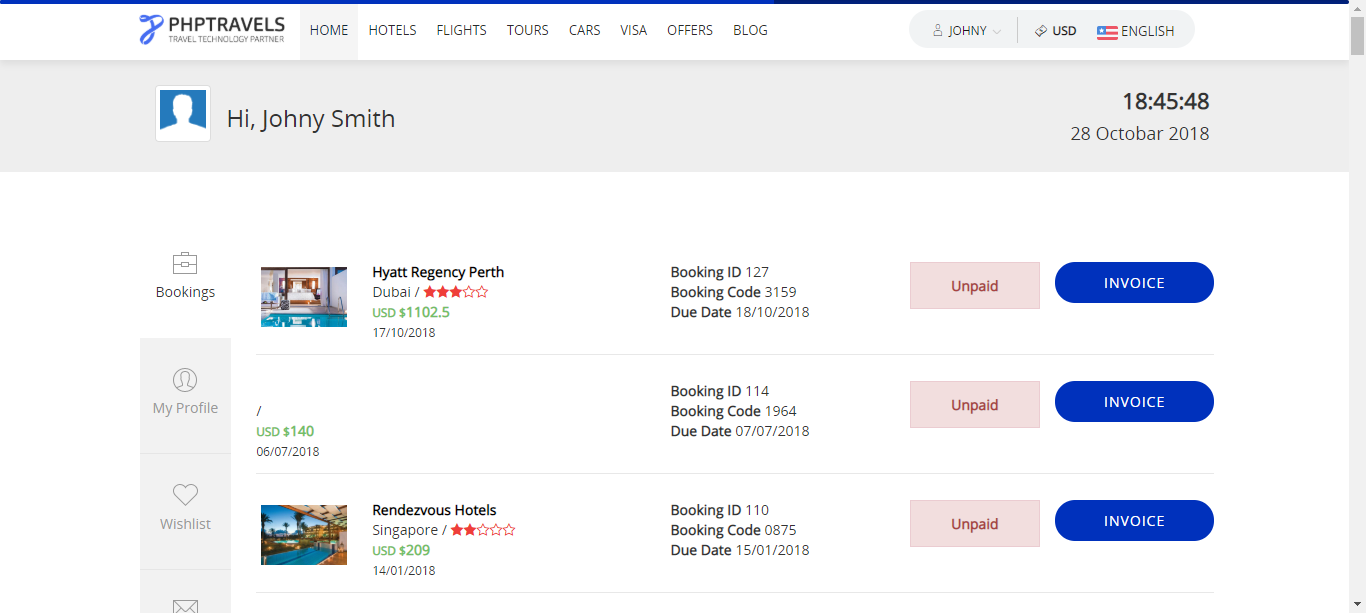 PHPTRAVELS
TRAVEL TECHNOLOGY PARTNER
HOME HOTELS FLIGHTS TOURS CARS VISA OFFERS BLOG
JOHNY USD ENGLISH
Hi, Johny Smith
18:45:48
28 Octobar 2018
Bookings
My Profile
Wishlist
Hyatt Regency Perth
Dubai /
USD $1102.5
17/10/2018
Booking ID 127
Booking Code 3159
Due Date 18/10/2018
Unpaid
INVOICE
/
USD $140
06/07/2018
Booking ID 114
Booking Code 1964
Due Date 07/07/2018
Unpaid
INVOICE
Rendezvous Hotels
Singapore /
USD $209
14/01/2018
Booking ID 110
Booking Code 0875
Due Date 15/01/2018
Unpaid
INVOICE